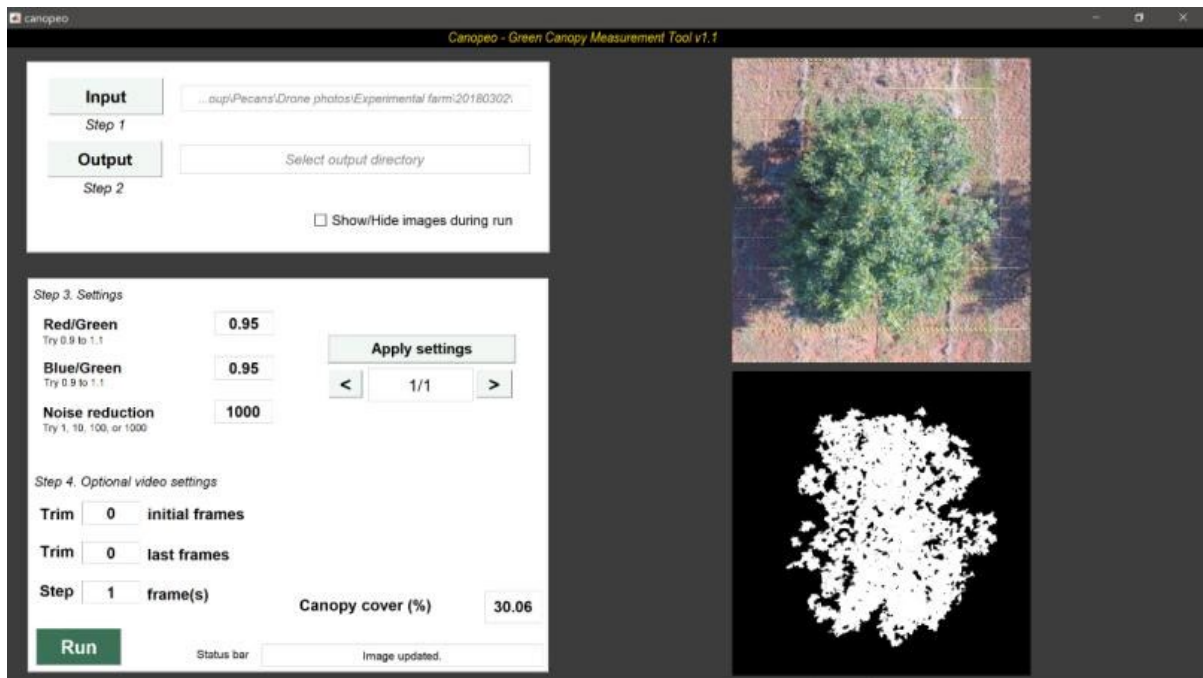 canopeo
Canopeo - Green Canopy Measurement Tool v1.1
Input
...oup\Pecans\Drone photos\Experimental farm\20180302\
Step 1
Output
Select output directory
Step 2
Show/Hide images during run
Step 3. Settings
Red/Green
0.95
Try 0.9 to 1.1
Apply settings
Blue/Green
0.95
Try 0.9 to 1.1
<
1/1
>
Noise reduction
1000
Try 1, 10, 100, or 1000
Step 4. Optional video settings
Trim 0 initial frames
Trim 0 last frames
Step 1 frame(s)
Canopy cover (%) 30.06
Run
Status bar
Image updated.